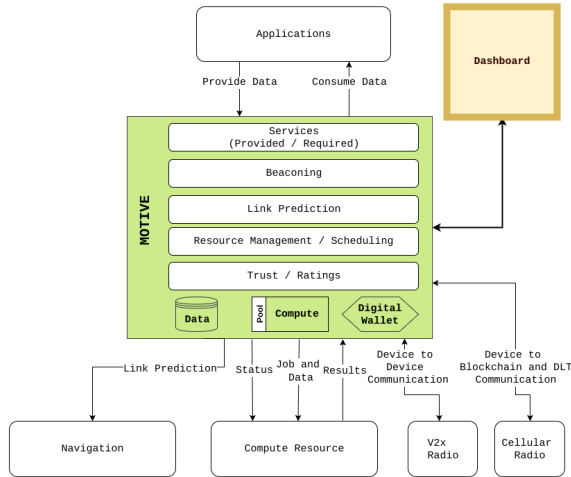 Applications
Dashboard
Provide Data
Consume Data
MOTIVE
Services
(Provided / Required)
Beaconing
Link Prediction
Resource Management / Scheduling
Trust / Ratings
Data
Pool
Compute
Digital
Wallet
Link Prediction
Status
Job and
Data
Results
Device to
Device
Communication
Device to
Blockchain and DLT
Communication
Navigation
Compute Resource
V2x
Radio
Cellular
Radio